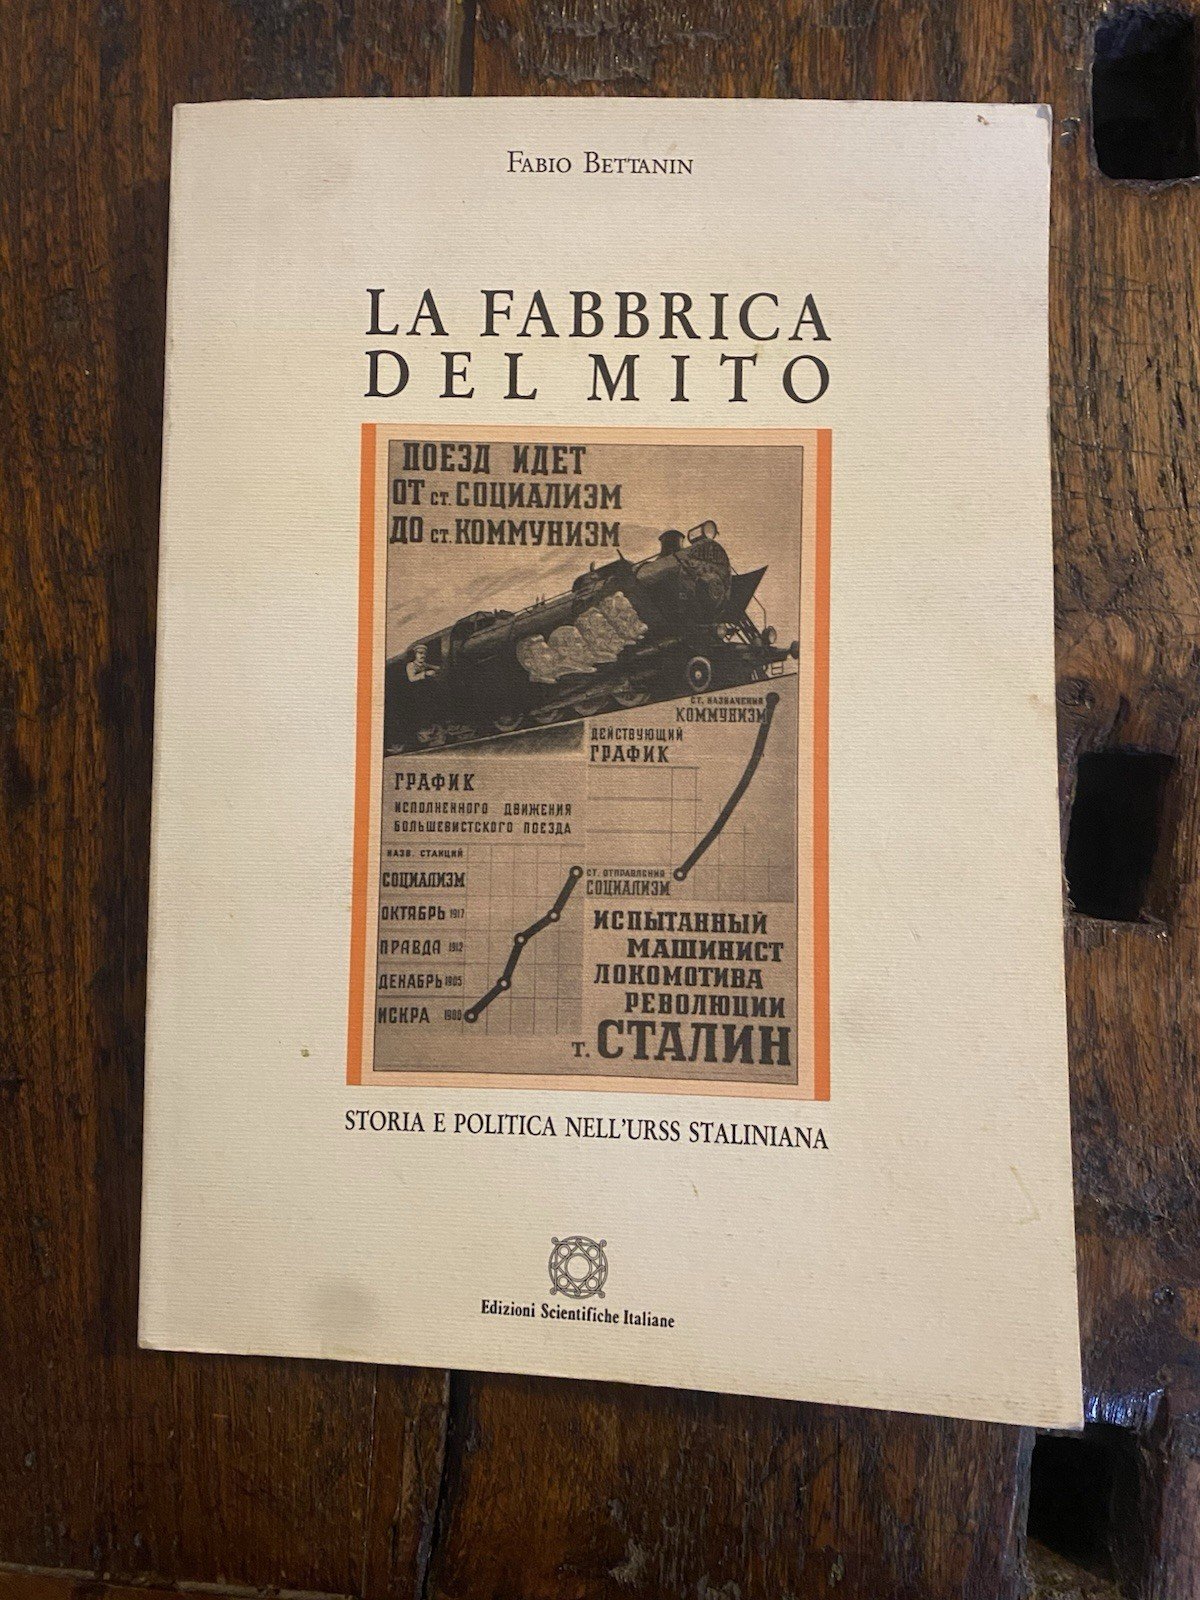 FABIO BETTANIN
LA FABBRICA
DEL MITO
ПОЕЗД ИДЕТ
ОТ СТ. СОЦИАЛИЗМ
ДО СТ. КОММУНИЗМ
СТ. НАЗНАЧЕНИЯ
КОММУНИЗМ
ДЕЙСТВУЮЩИЙ
ГРАФИК
ГРАФИК
ИСПОЛНЕННОГО ДВИЖЕНИЯ
БОЛЬШЕВИСТСКОГО ПОЕЗДА
НАЗВ. СТАНЦИЙ
СОЦИАЛИЗМ
ОКТЯБРЬ 1917
ПРАВДА 1912
ДЕКАБРЬ 1905
ИСКРА 1900
СТ. ОТПРАВЛЕНИЯ
СОЦИАЛИЗМ
ИСПЫТАННЫЙ
МАШИНИСТ
ЛОКОМОТИВА
РЕВОЛЮЦИИ
Т. СТАЛИН
STORIA E POLITICA NELL'URSS STALINIANA
Edizioni Scientifiche Italiane